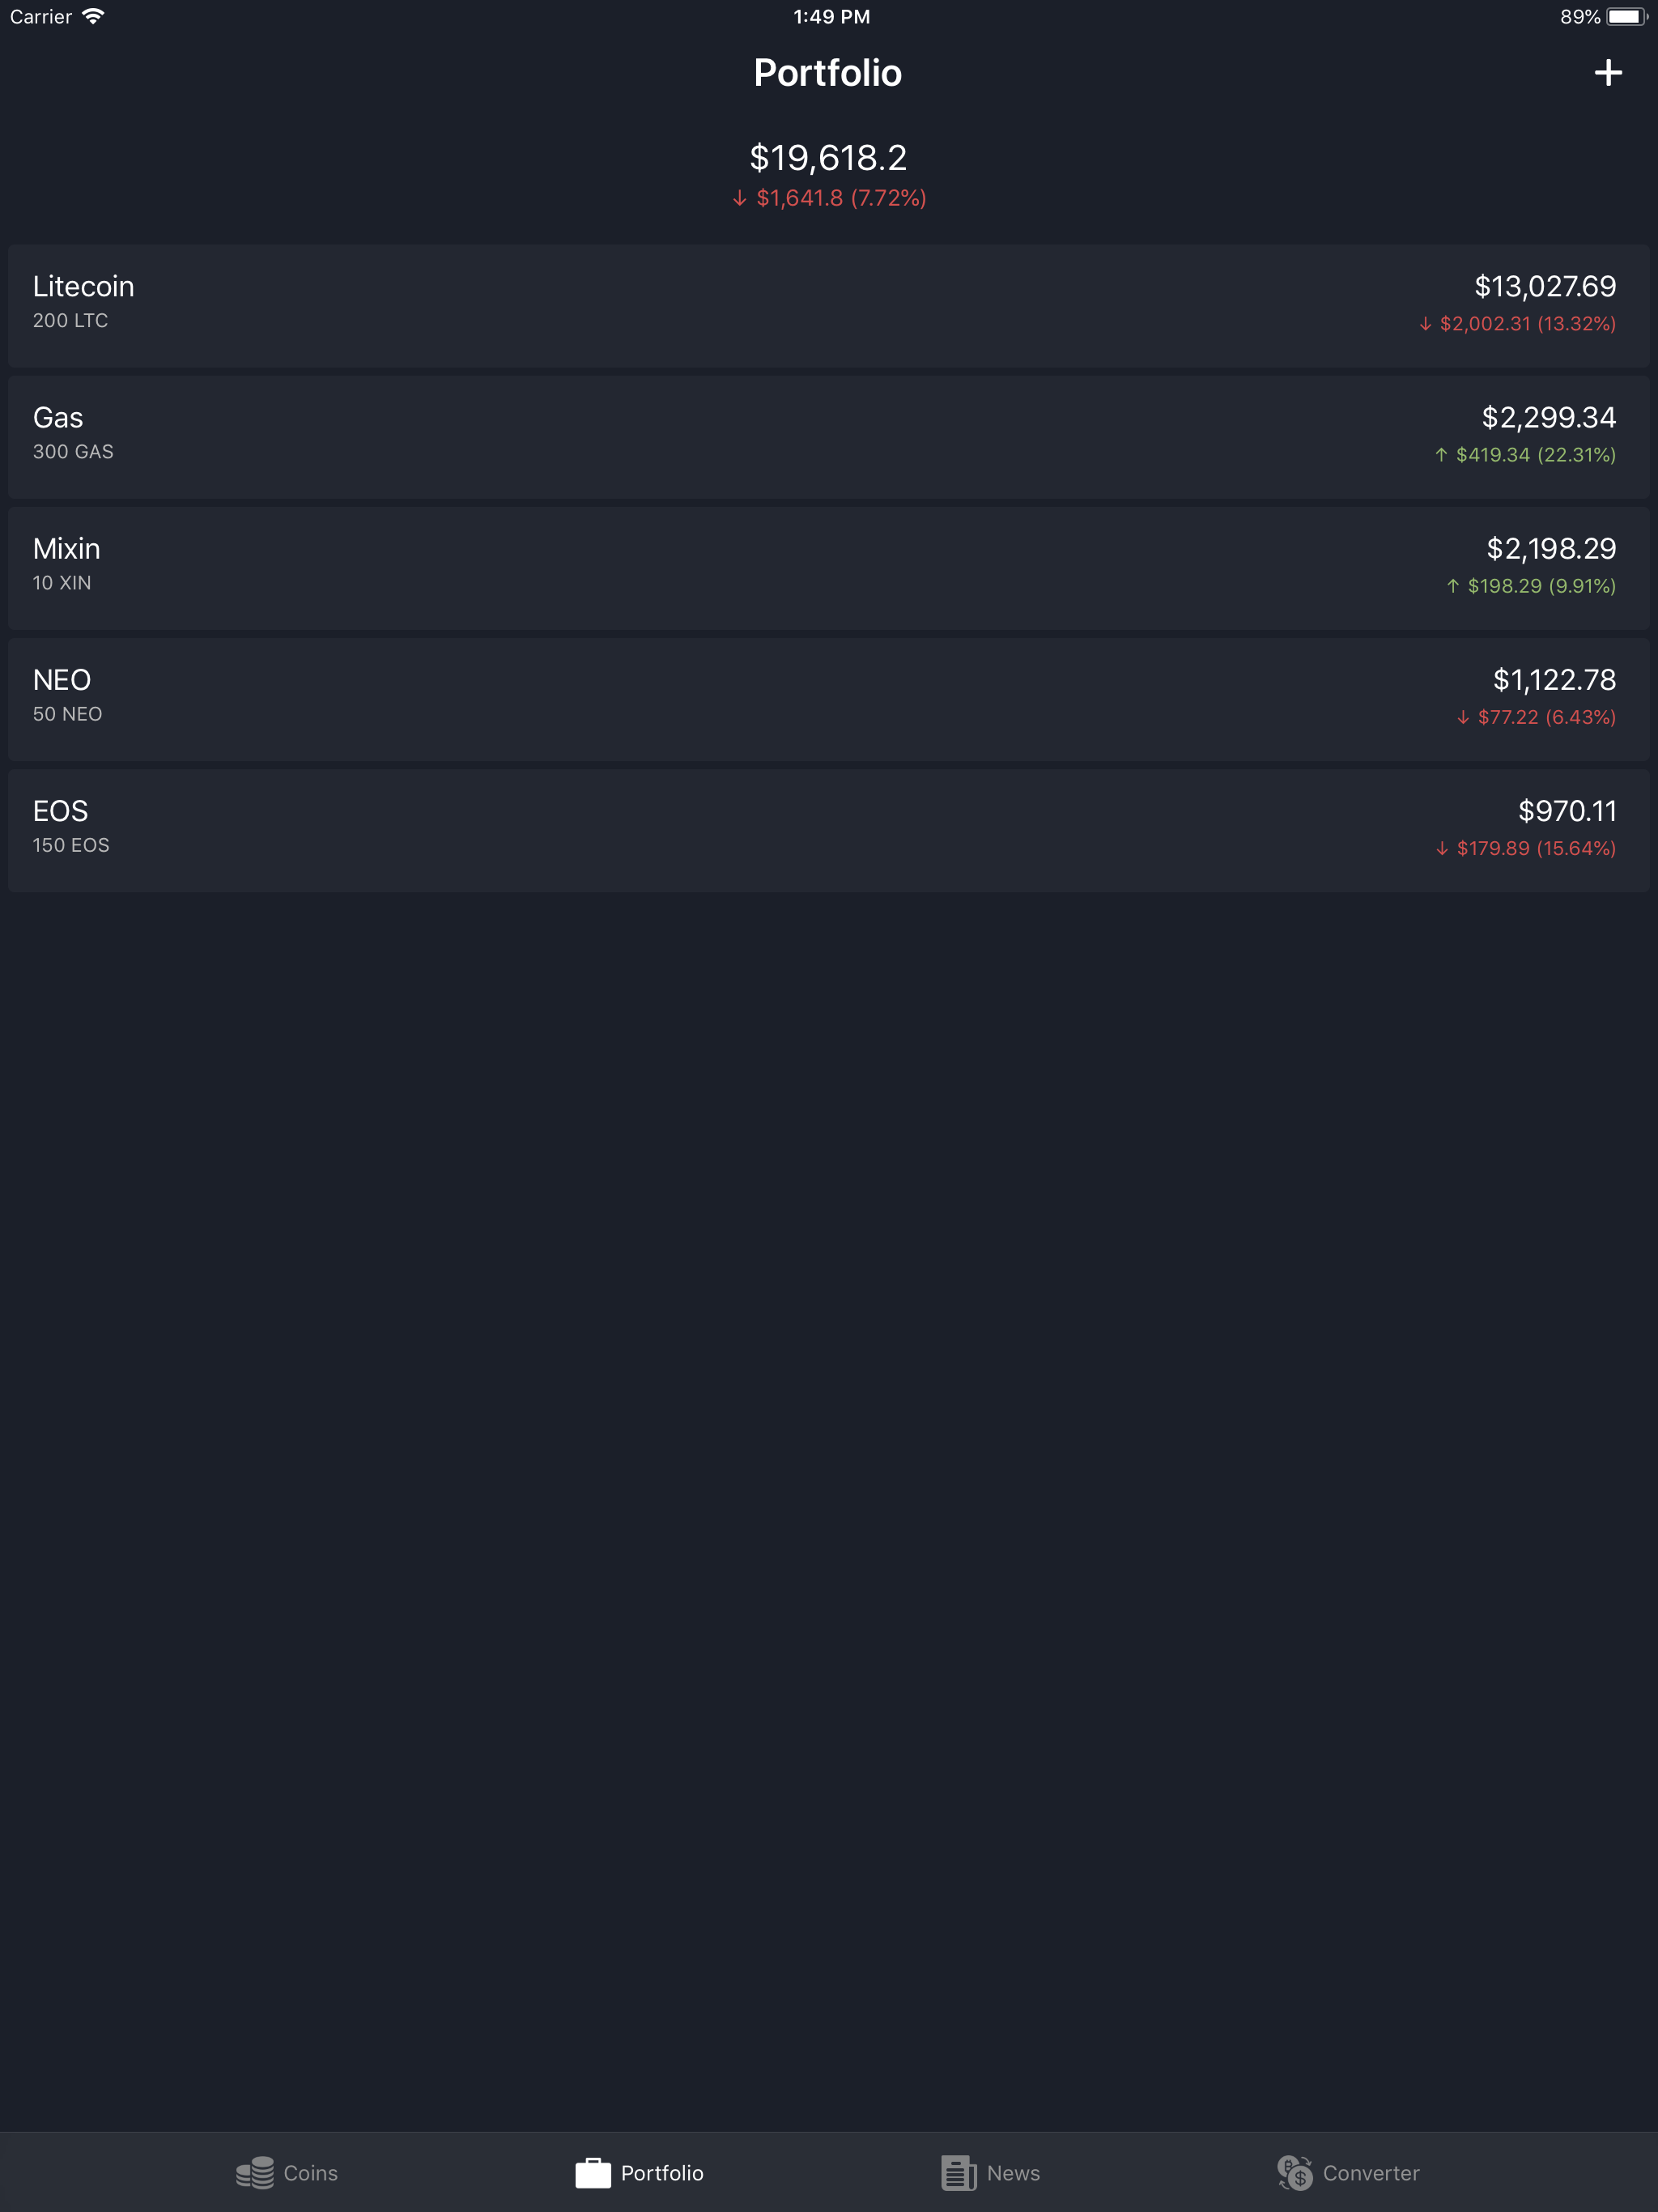 Carrier 1:49 PM 89%
Portfolio +
$19,618.2
↓ $1,641.8 (7.72%)
Litecoin $13,027.69
200 LTC ↓ $2,002.31 (13.32%)
Gas $2,299.34
300 GAS ↑ $419.34 (22.31%)
Mixin $2,198.29
10 XIN ↑ $198.29 (9.91%)
NEO $1,122.78
50 NEO ↓ $77.22 (6.43%)
EOS $970.11
150 EOS ↓ $179.89 (15.64%)
Coins Portfolio News Converter